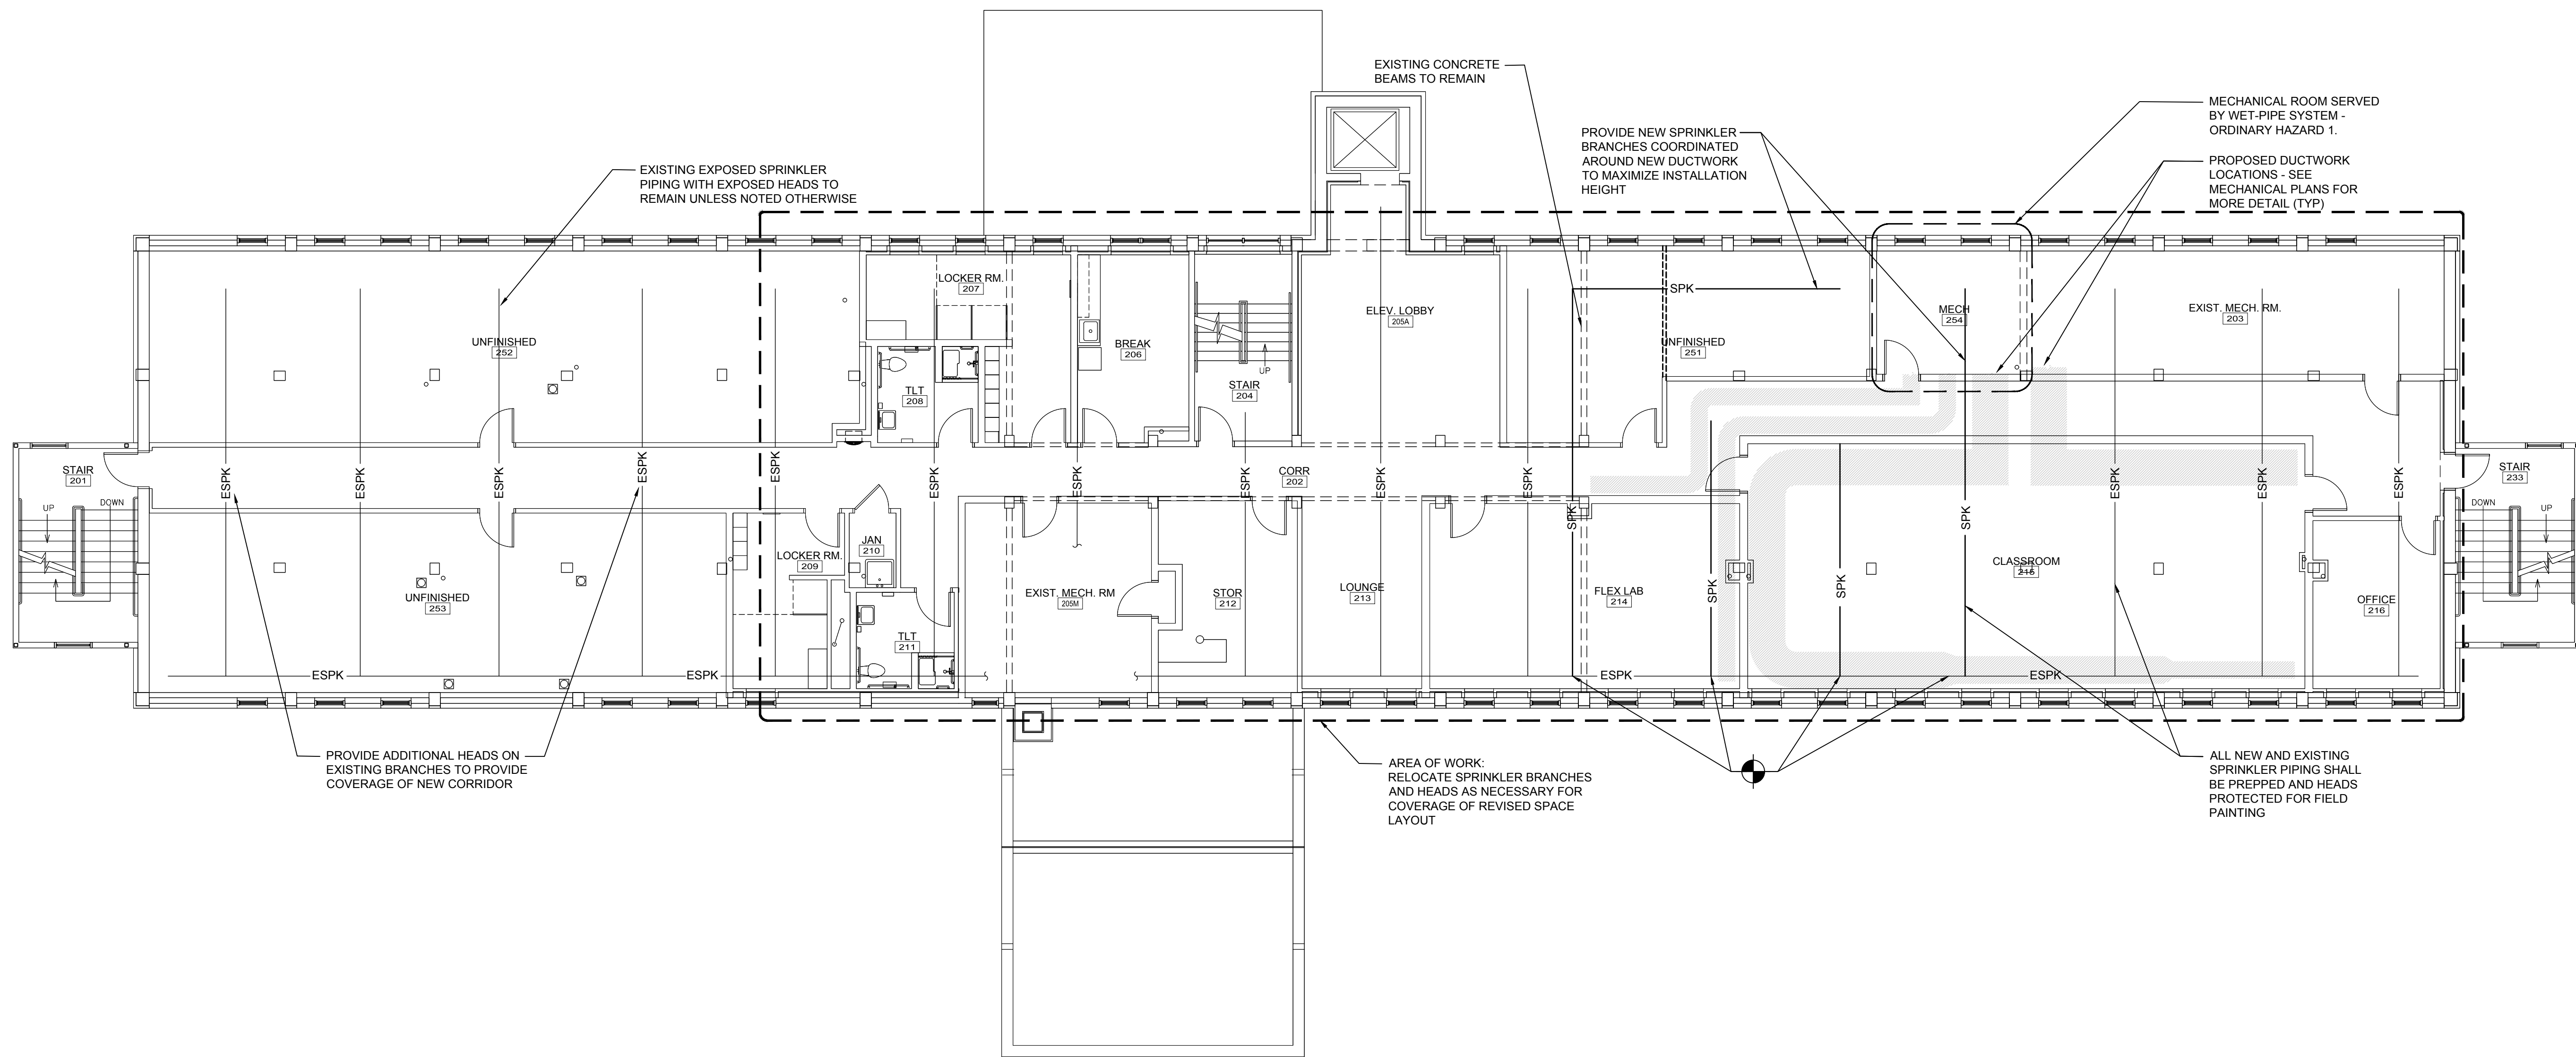 EXISTING CONCRETE
BEAMS TO REMAIN
MECHANICAL ROOM SERVED
BY WET-PIPE SYSTEM -
ORDINARY HAZARD 1.
PROVIDE NEW SPRINKLER
BRANCHES COORDINATED
AROUND NEW DUCTWORK
TO MAXIMIZE INSTALLATION
HEIGHT
PROPOSED DUCTWORK
LOCATIONS - SEE
MECHANICAL PLANS FOR
MORE DETAIL (TYP)
EXISTING EXPOSED SPRINKLER
PIPING WITH EXPOSED HEADS TO
REMAIN UNLESS NOTED OTHERWISE
LOCKER RM.
207
SPK
ELEV. LOBBY
205A
MECH
254
EXIST. MECH. RM.
203
UNFINISHED
252
BREAK
206
UNFINISHED
251
UP
STAIR
204
TLT
208
STAIR
201
ESPK
ESPK
ESPK
ESPK
ESPK
ESPK
ESPK
ESPK
CORR
202
ESPK
ESPK
SPK
SPK
ESPK
ESPK
ESPK
STAIR
233
UP
DOWN
DOWN
UP
JAN
210
LOCKER RM.
209
UNFINISHED
253
EXIST. MECH. RM
205M
STOR
212
LOUNGE
213
FLEX LAB
214
SPK
SPK
CLASSROOM
215
OFFICE
216
TLT
211
ESPK
ESPK
ESPK
ESPK
PROVIDE ADDITIONAL HEADS ON
EXISTING BRANCHES TO PROVIDE
COVERAGE OF NEW CORRIDOR
AREA OF WORK:
RELOCATE SPRINKLER BRANCHES
AND HEADS AS NECESSARY FOR
COVERAGE OF REVISED SPACE
LAYOUT
ALL NEW AND EXISTING
SPRINKLER PIPING SHALL
BE PREPPED AND HEADS
PROTECTED FOR FIELD
PAINTING